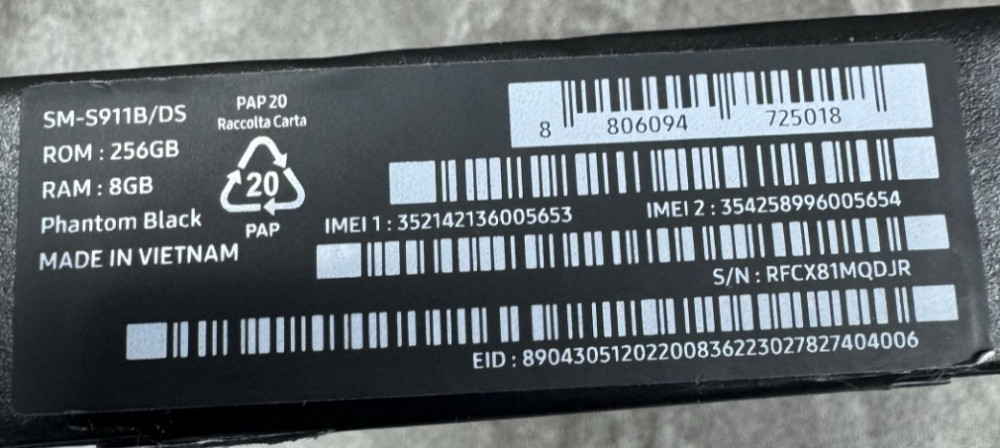 SM-S911B/DS
ROM : 256GB
RAM : 8GB
Phantom Black
MADE IN VIETNAM
PAP 20
Raccolta Carta
20
PAP
8 806094 725018
IMEI 1 : 352142136005653
IMEI 2 : 354258996005654
S/N : RFCX81MQDJR
EID : 89043051202200836223027827404006